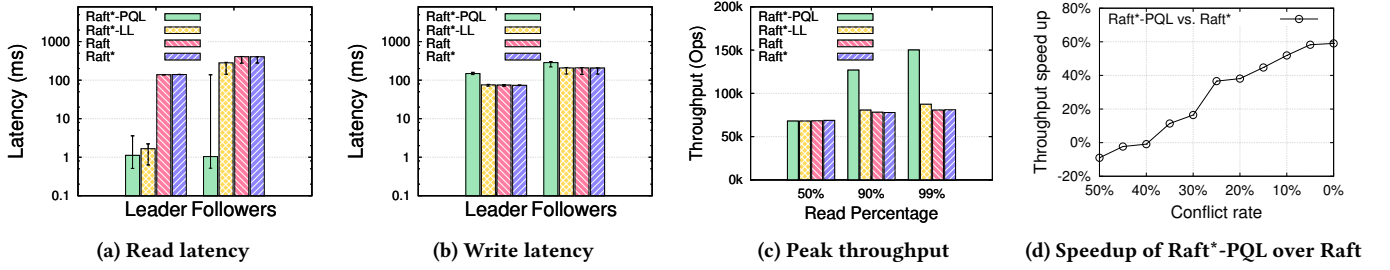 Raft*-PQL
Raft*-LL
Raft
Raft*
1000
100
10
1
0.1
Latency (ms)
Leader Followers
(a) Read latency
Raft*-PQL
Raft*-LL
Raft
Raft*
1000
100
10
1
0.1
Latency (ms)
Leader Followers
(b) Write latency
Raft*-PQL
Raft*-LL
Raft
Raft*
200k
150k
100k
50k
0k
Throughput (Ops)
50% 90% 99%
Read Percentage
(c) Peak throughput
Raft*-PQL vs. Raft*
80%
60%
40%
20%
0%
-20%
Throughput speed up
50% 40% 30% 20% 10% 0%
Conflict rate
(d) Speedup of Raft*-PQL over Raft